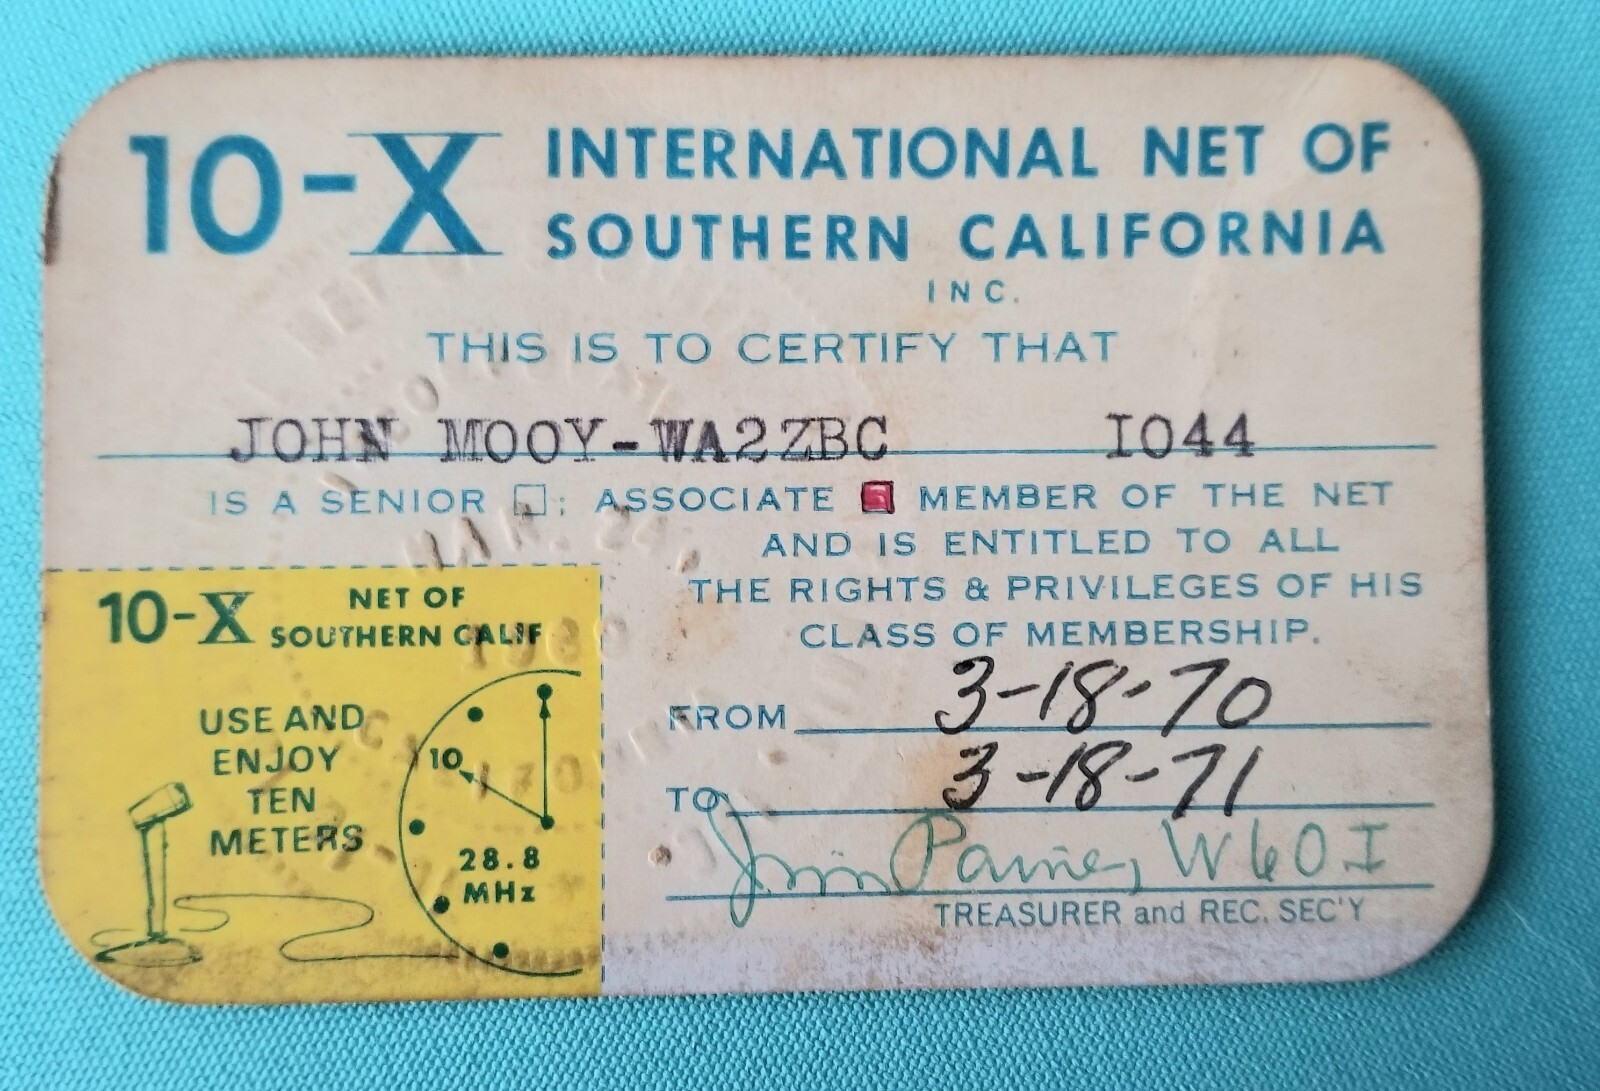 10-X INTERNATIONAL NET OF
SOUTHERN CALIFORNIA
INC.
THIS IS TO CERTIFY THAT
JOHN MOOY-WA2ZBC IO44
IS A SENIOR ; ASSOCIATE MEMBER OF THE NET
AND IS ENTITLED TO ALL
THE RIGHTS & PRIVILEGES OF HIS
CLASS OF MEMBERSHIP.
FROM 3-18-70
TO 3-18-71
Jim Paine, W6OI
TREASURER and REC. SEC'Y
10-X NET OF
SOUTHERN CALIF
USE AND
ENJOY
TEN
METERS
10
28.8
MHz